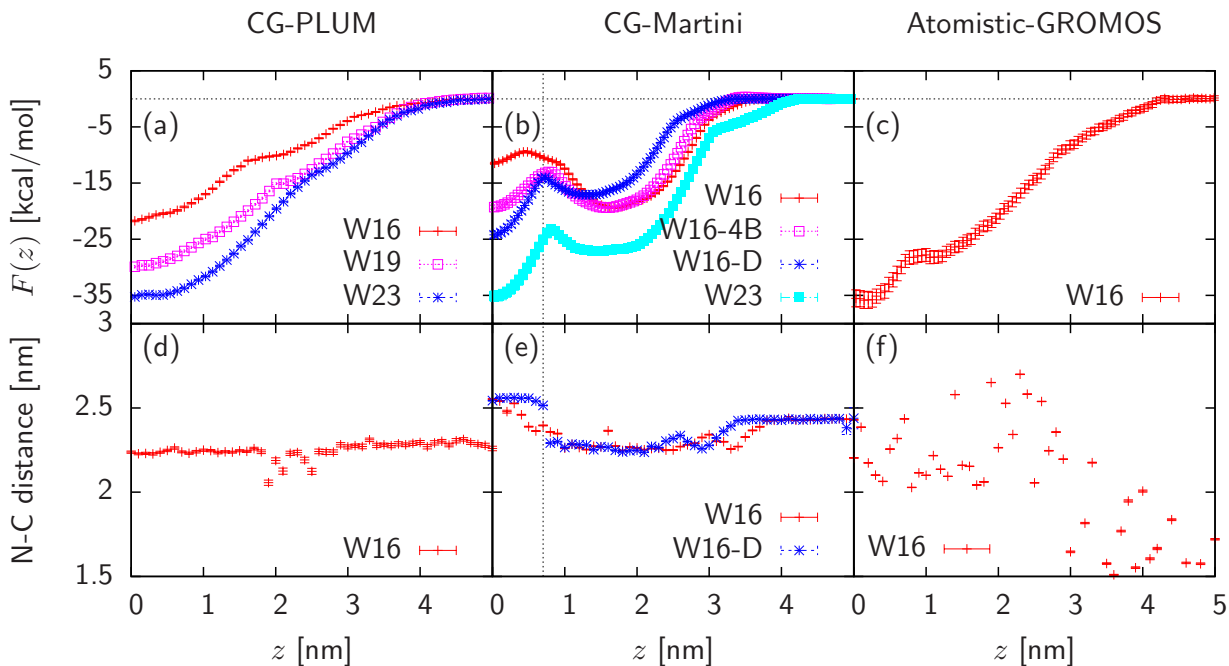 CG-PLUM CG-Martini Atomistic-GROMOS
F(z) [kcal/mol]
5
-5
-15
-25
-35
(a)
W16
W19
W23
(b)
W16
W16-4B
W16-D
W23
(c)
W16
N-C distance [nm]
3
2.5
2
1.5
(d)
W16
(e)
W16
W16-D
(f)
W16
0 1 2 3 4 0 1 2 3 4 0 1 2 3 4 5
z [nm] z [nm] z [nm]